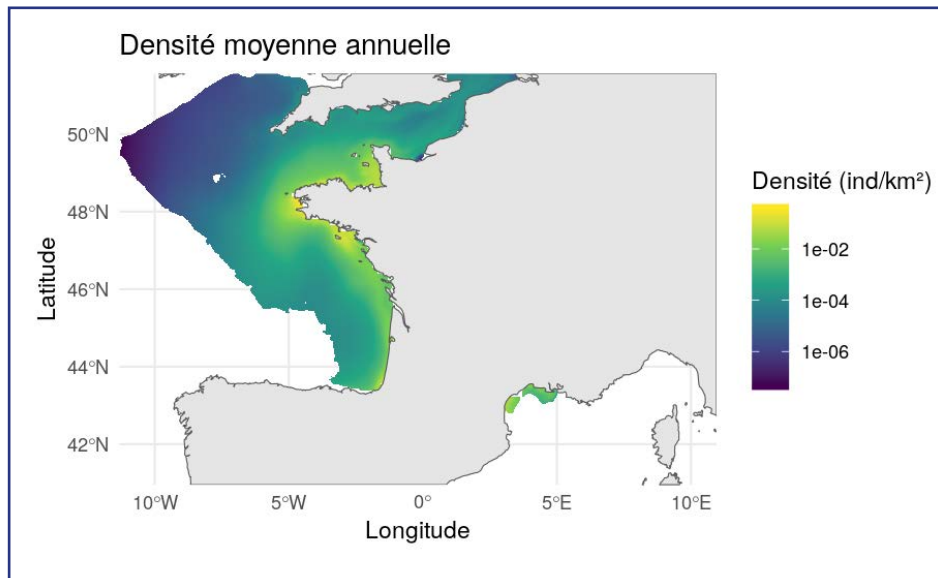 Densité moyenne annuelle
50°N
48°N
46°N
44°N
42°N
Latitude
10°W
5°W
0°
5°E
10°E
Longitude
Densité (ind/km²)
1e-02
1e-04
1e-06